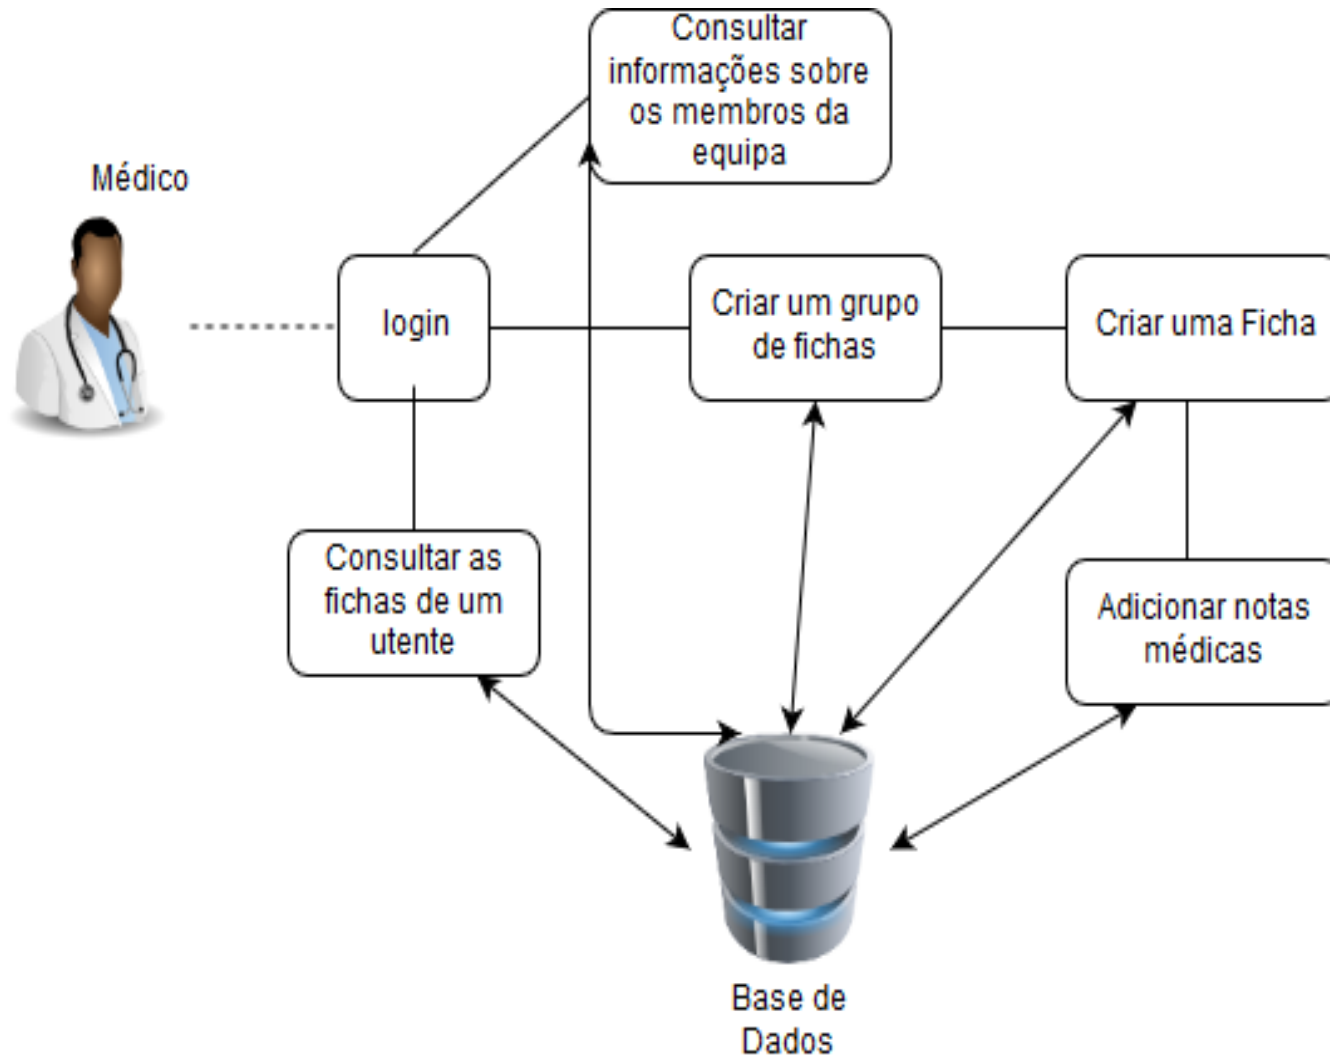 Consultar
informações sobre
os membros da
equipa
Médico
login
Criar um grupo
de fichas
Criar uma Ficha
Consultar as
fichas de um
utente
Adicionar notas
médicas
Base de
Dados